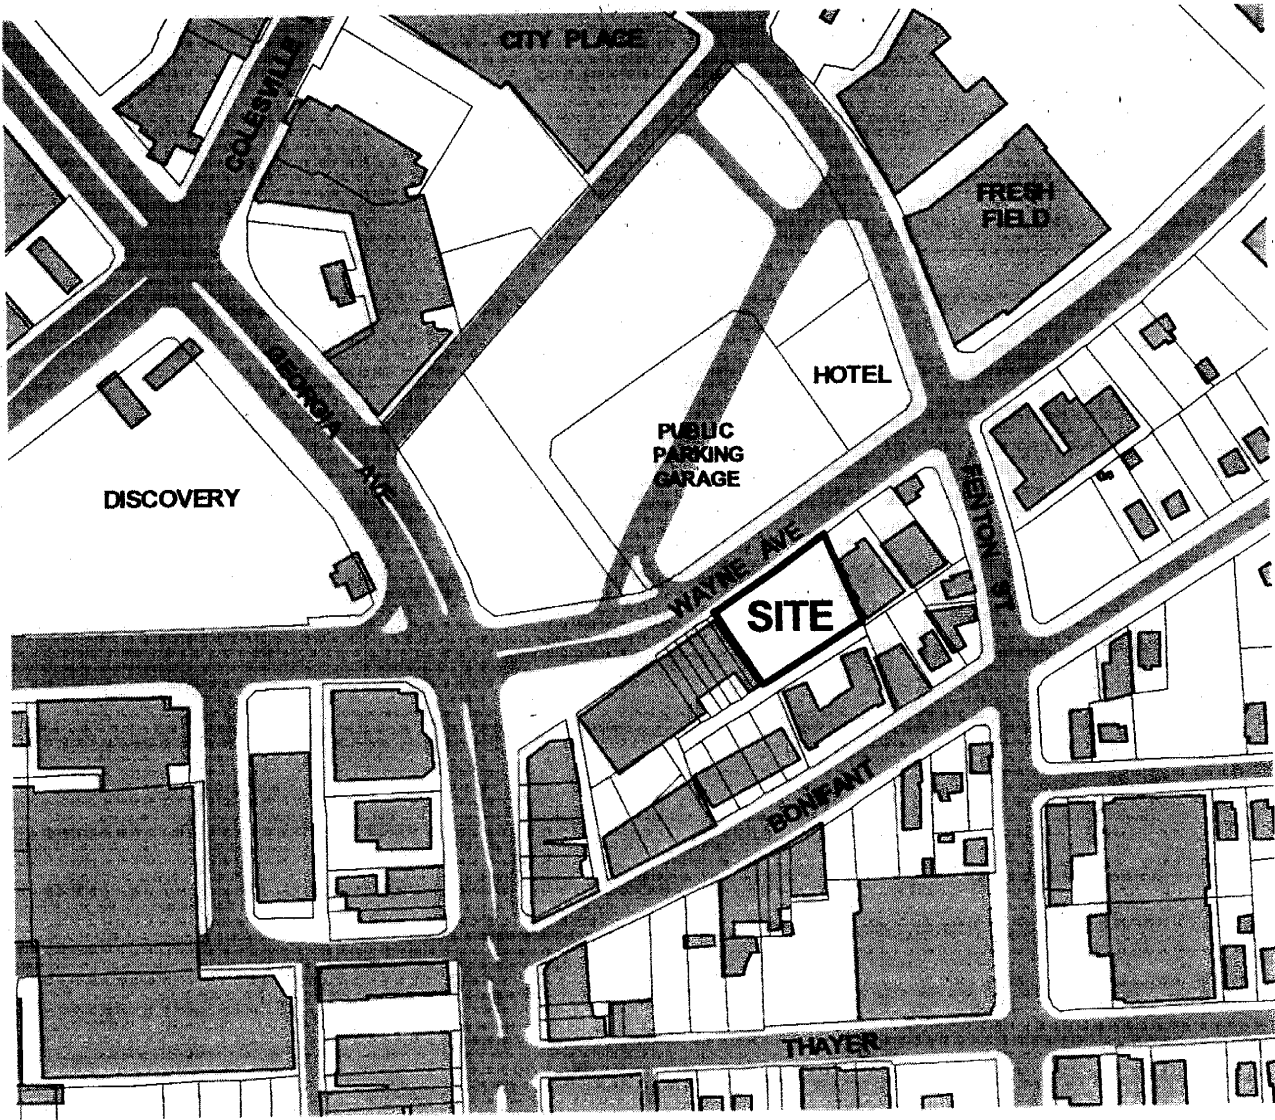 CITY PLACE
COLESVILLE
FRESH
FIELD
GEORGIA
AVE
HOTEL
PUBLIC
PARKING
GARAGE
DISCOVERY
FENTON ST
WAYNE AVE
SITE
BONIFANT
THAYER